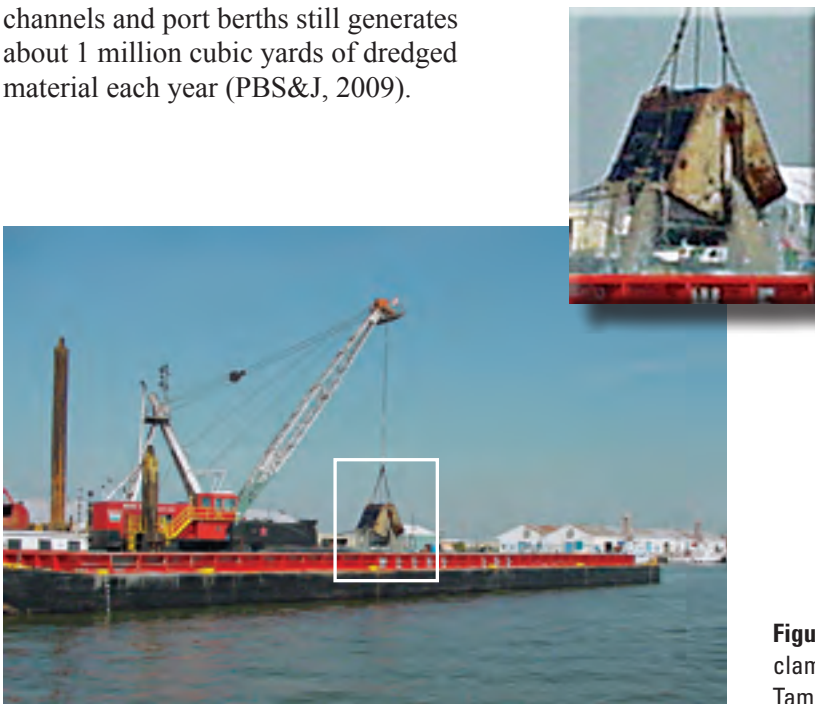 channels and port berths still generates
about 1 million cubic yards of dredged
material each year (PBS&J, 2009).
Figu
clam
Tam